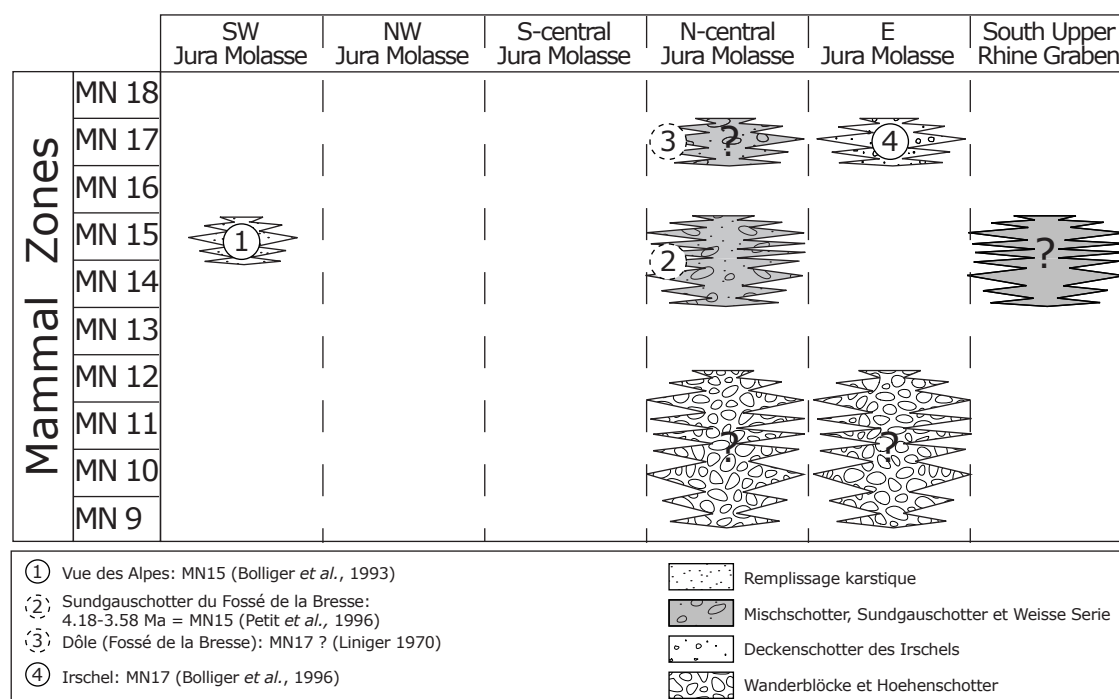 SW
Jura Molasse
NW
Jura Molasse
S-central
Jura Molasse
N-central
Jura Molasse
E
Jura Molasse
South Upper
Rhine Graben
Mammal Zones
MN 18
MN 17
MN 16
MN 15
MN 14
MN 13
MN 12
MN 11
MN 10
MN 9
3
?
4
1
2
?
?
?
1 Vue des Alpes: MN15 (Bolliger et al., 1993)
2 Sundgauschotter du Fossé de la Bresse:
4.18-3.58 Ma = MN15 (Petit et al., 1996)
3 Dôle (Fossé de la Bresse): MN17 ? (Liniger 1970)
4 Irschel: MN17 (Bolliger et al., 1996)
Remplissage karstique
Mischschotter, Sundgauschotter et Weisse Serie
Deckenschotter des Irschels
Wanderblöcke et Hoehenschotter